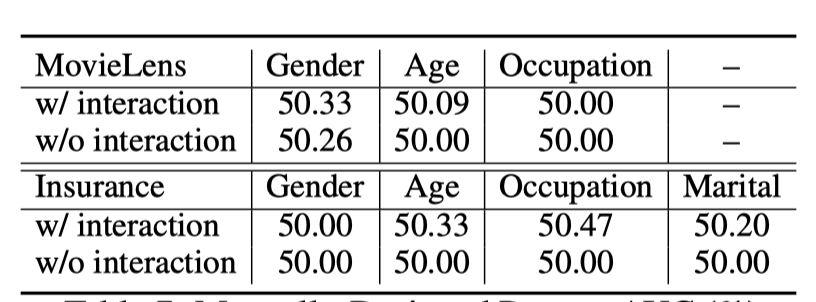 MovieLens Gender Age Occupation –
w/ interaction 50.33 50.09 50.00 –
w/o interaction 50.26 50.00 50.00 –
Insurance Gender Age Occupation Marital
w/ interaction 50.00 50.33 50.47 50.20
w/o interaction 50.00 50.00 50.00 50.00